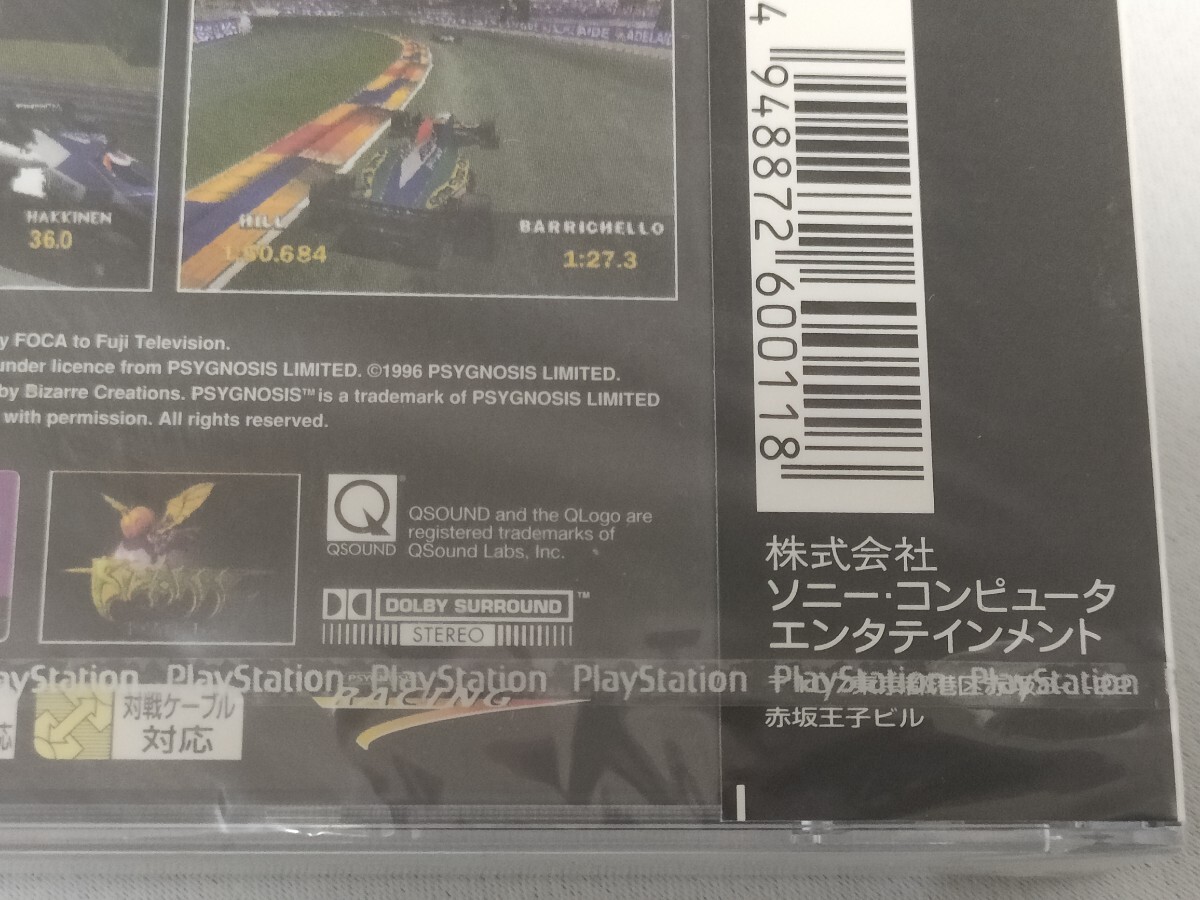 ADELAIDE
HAKKINEN
36.0
HILL
1:30.684
BARRICHELLO
1:27.3
y FOCA to Fuji Television.
under licence from PSYGNOSIS LIMITED. ©1996 PSYGNOSIS LIMITED.
by Bizarre Creations. PSYGNOSIS™ is a trademark of PSYGNOSIS LIMITED
with permission. All rights reserved.
QSOUND
QSOUND and the QLogo are
registered trademarks of
QSound Labs, Inc.
DOLBY SURROUND™
STEREO
ayStation PlayStation PlayStation PlayStation PlayStation PlayStation
応
対戦ケーブル
対応
RACING
4 948872 600118
株式会社
ソニー・コンピュータ
エンタテインメント
赤坂王子ビル